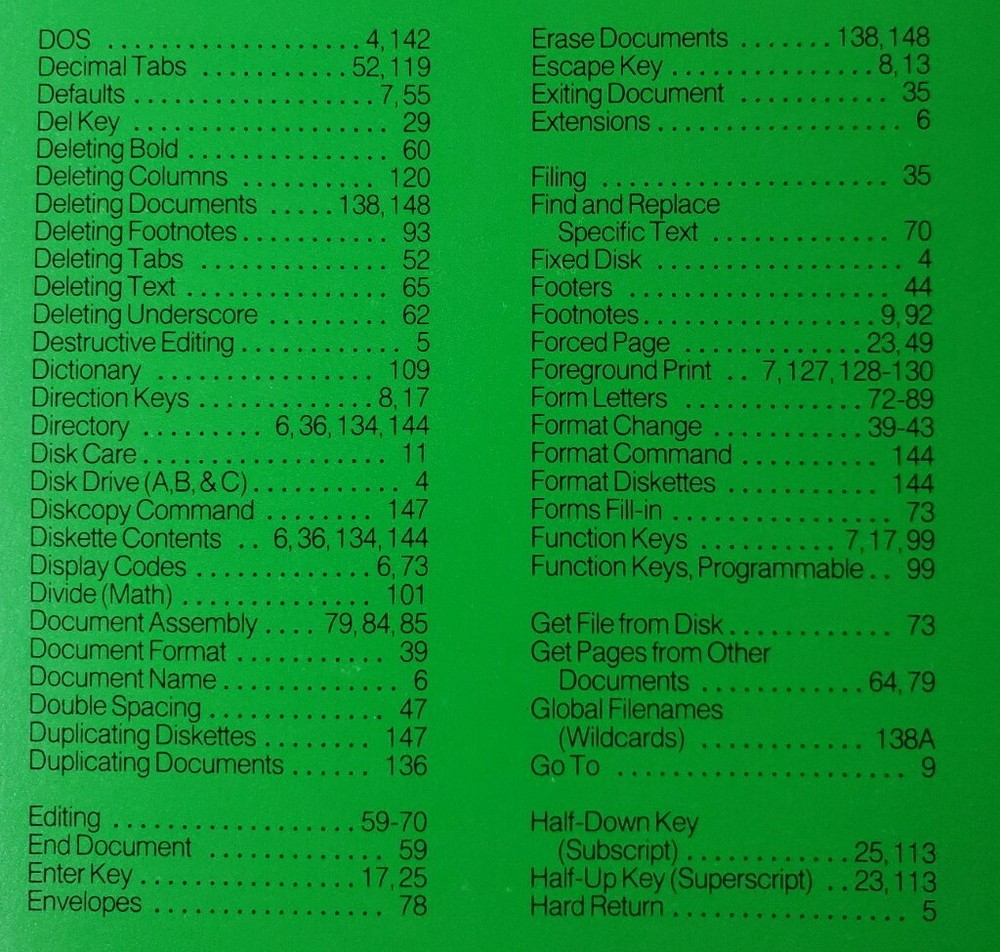 DOS .................... 4, 142
Decimal Tabs ............ 52, 119
Defaults .................. 7, 55
Del Key .................... 29
Deleting Bold ................ 60
Deleting Columns .......... 120
Deleting Documents ..... 138, 148
Deleting Footnotes ........... 93
Deleting Tabs ............... 52
Deleting Text ................ 65
Deleting Underscore ......... 62
Destructive Editing ............ 5
Dictionary .................. 109
Direction Keys ............. 8, 17
Directory ......... 6, 36, 134, 144
Disk Care ................... 11
Disk Drive (A,B, & C) ........... 4
Diskcopy Command ........ 147
Diskette Contents .. 6, 36, 134, 144
Display Codes ............. 6, 73
Divide (Math) ............... 101
Document Assembly .... 79, 84, 85
Document Format ........... 39
Document Name ............. 6
Double Spacing ............. 47
Duplicating Diskettes ........ 147
Duplicating Documents ...... 136
Editing ................... 59-70
End Document ............. 59
Enter Key ................. 17, 25
Envelopes .................. 78
Erase Documents ....... 138, 148
Escape Key ................ 8, 13
Exiting Document ........... 35
Extensions ................... 6
Filing ...................... 35
Find and Replace
Specific Text .............. 70
Fixed Disk ................... 4
Footers .................... 44
Footnotes .................. 9, 92
Forced Page ............. 23, 49
Foreground Print .. 7, 127, 128-130
Form Letters ............. 72-89
Format Change ........... 39-43
Format Command .......... 144
Format Diskettes ............ 144
Forms Fill-in ................. 73
Function Keys .......... 7, 17, 99
Function Keys, Programmable .. 99
Get File from Disk ............ 73
Get Pages from Other
Documents ............ 64, 79
Global Filenames
(Wildcards) ............ 138A
Go To ....................... 9
Half-Down Key
(Subscript) ............. 25, 113
Half-Up Key (Superscript) .. 23, 113
Hard Return .................. 5